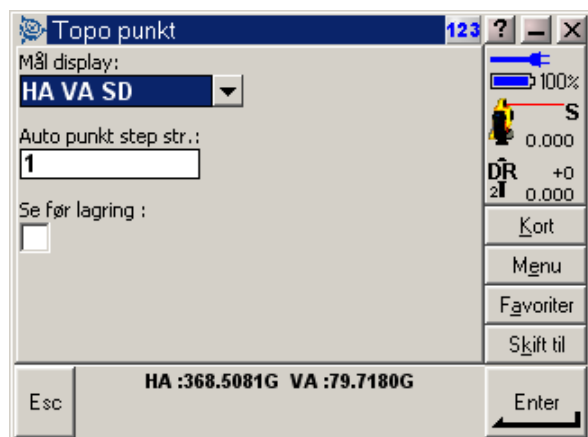 Topo punkt 123 ? – X
Mål display:
HA VA SD
100%
S
0.000
Auto punkt step str.:
1
DR +0
2 0.000
Se før lagring :
Kort
Menu
Favoriter
Skift til
HA :368.5081G VA :79.7180G
Esc
Enter